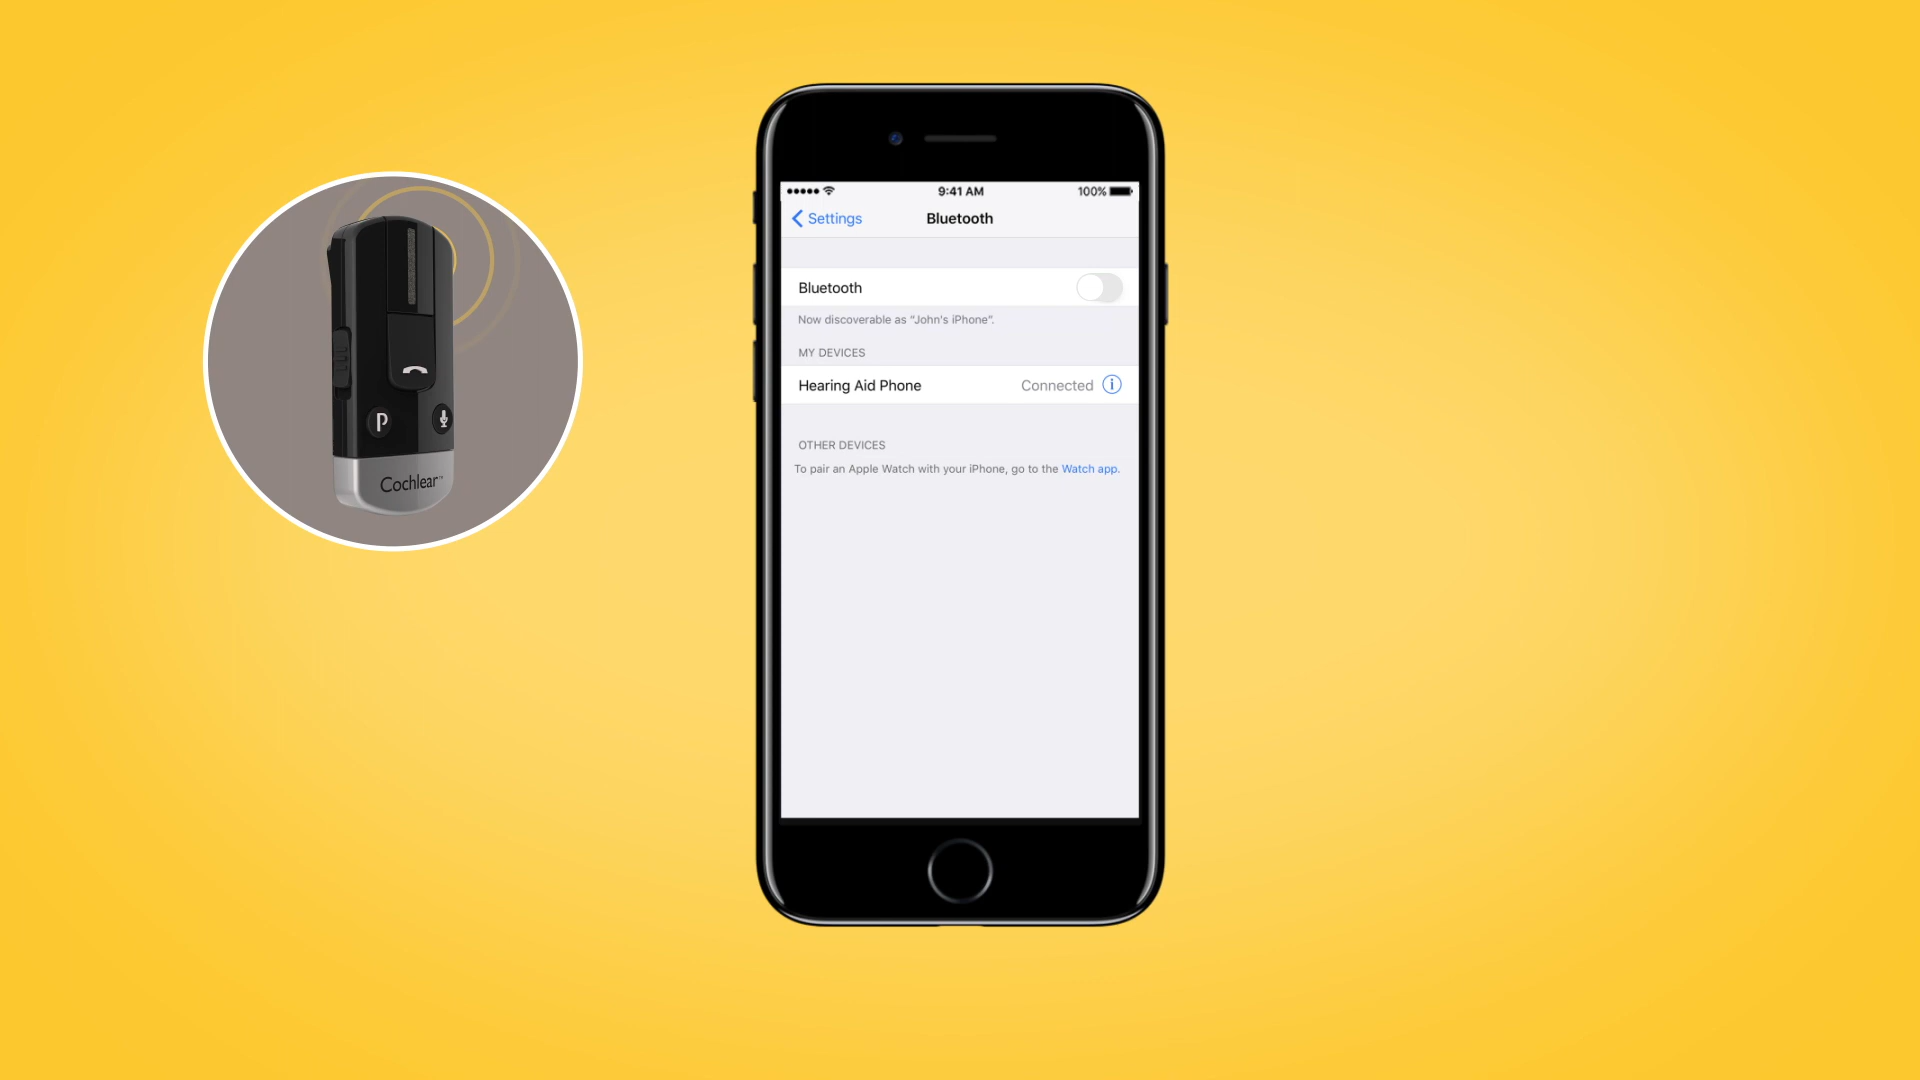 9:41 AM
100%
Settings
Bluetooth
Bluetooth
Now discoverable as "John's iPhone".
MY DEVICES
Hearing Aid Phone
Connected
OTHER DEVICES
To pair an Apple Watch with your iPhone, go to the Watch app.
P
Cochlear™